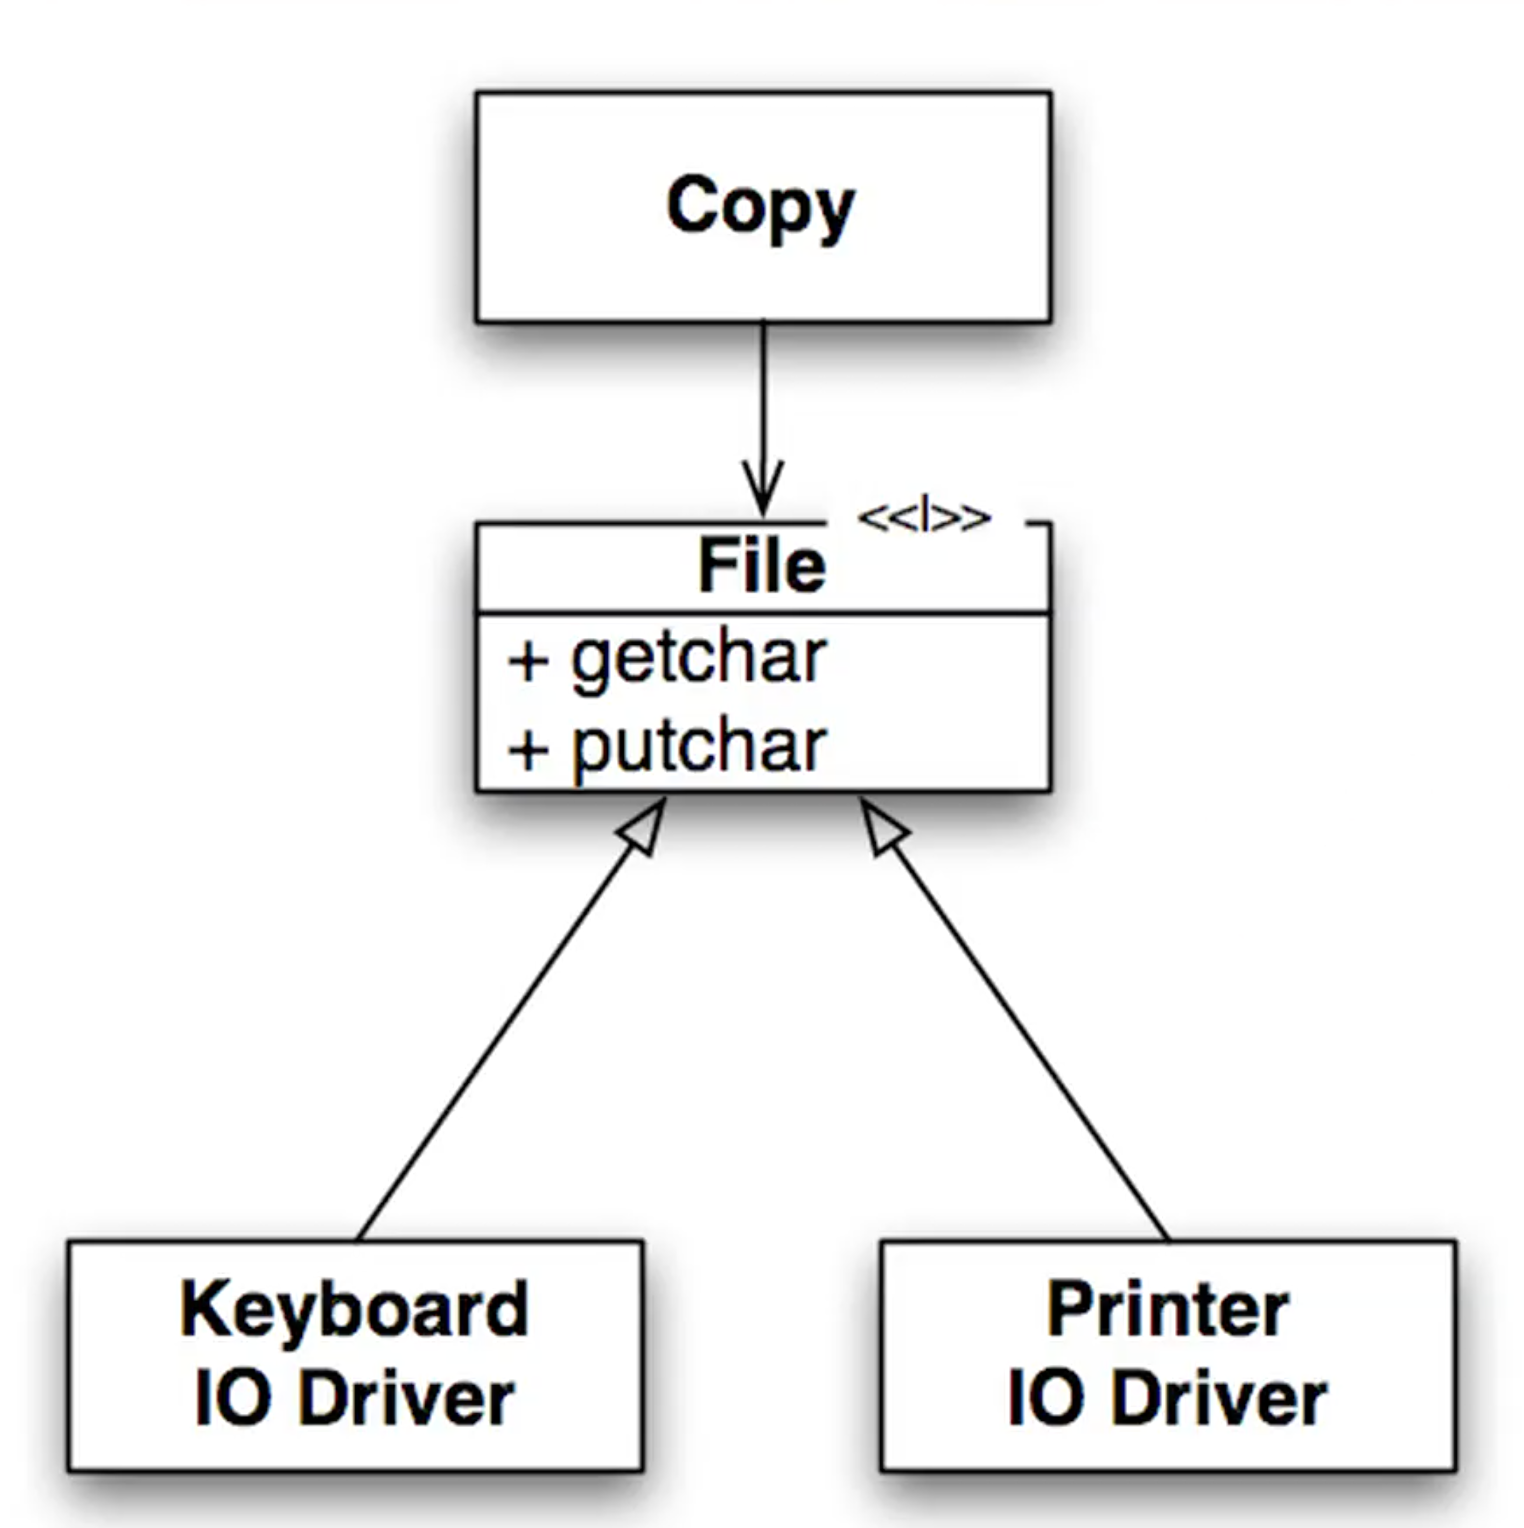 Copy
<<I>>
File
+ getchar
+ putchar
Keyboard
IO Driver
Printer
IO Driver